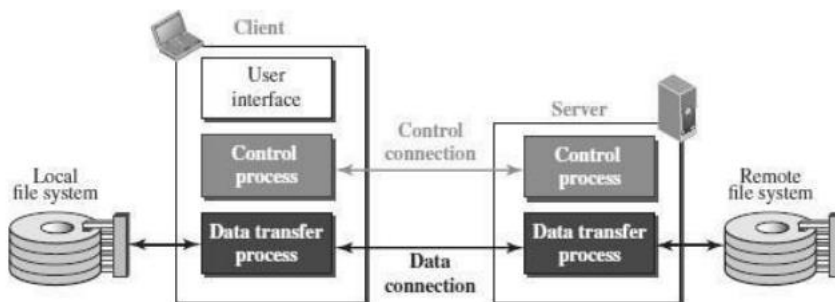 Client
User
interface
Server
Control
connection
Control
process
Control
process
Local
file system
Remote
file system
Data transfer
process
Data transfer
process
Data
connection